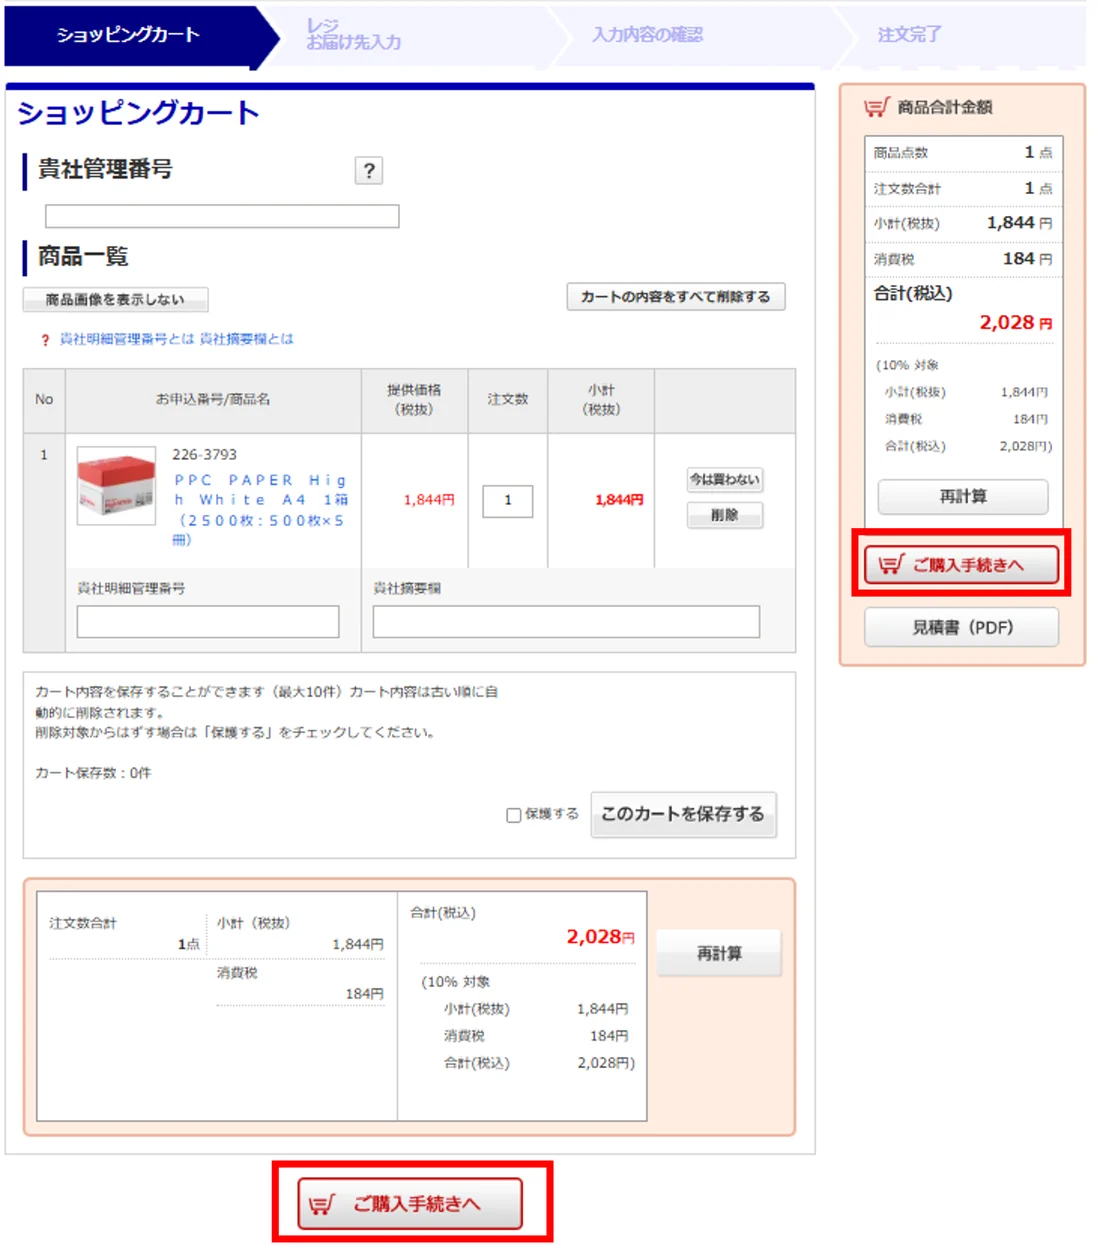 ショッピングカート
レジ
お届け先入力
入力内容の確認
注文完了
ショッピングカート
貴社管理番号
?
商品一覧
商品画像を表示しない
カートの内容をすべて削除する
? 貴社明細管理番号とは 貴社摘要欄とは
No
お申込番号/商品名
提供価格
(税抜)
注文数
小計
(税抜)
1
226-3793
ＰＰＣ ＰＡＰＥＲ Ｈｉｇ
ｈ Ｗｈｉｔｅ Ａ４ １箱
（２５００枚：５００枚×５
冊）
1,844円
1
1,844円
今は買わない
削除
貴社明細管理番号
貴社摘要欄
カート内容を保存することができます（最大10件）カート内容は古い順に自
動的に削除されます。
削除対象からはずす場合は「保護する」をチェックしてください。
カート保存数：0件
保護する
このカートを保存する
注文数合計
1点
小計（税抜）
1,844円
消費税
184円
合計(税込)
2,028円
(10% 対象
小計(税抜) 1,844円
消費税 184円
合計(税込) 2,028円)
再計算
ご購入手続きへ
商品合計金額
商品点数 1 点
注文数合計 1 点
小計(税抜) 1,844 円
消費税 184 円
合計(税込)
2,028 円
(10% 対象
小計(税抜) 1,844円
消費税 184円
合計(税込) 2,028円)
再計算
ご購入手続きへ
見積書（PDF）